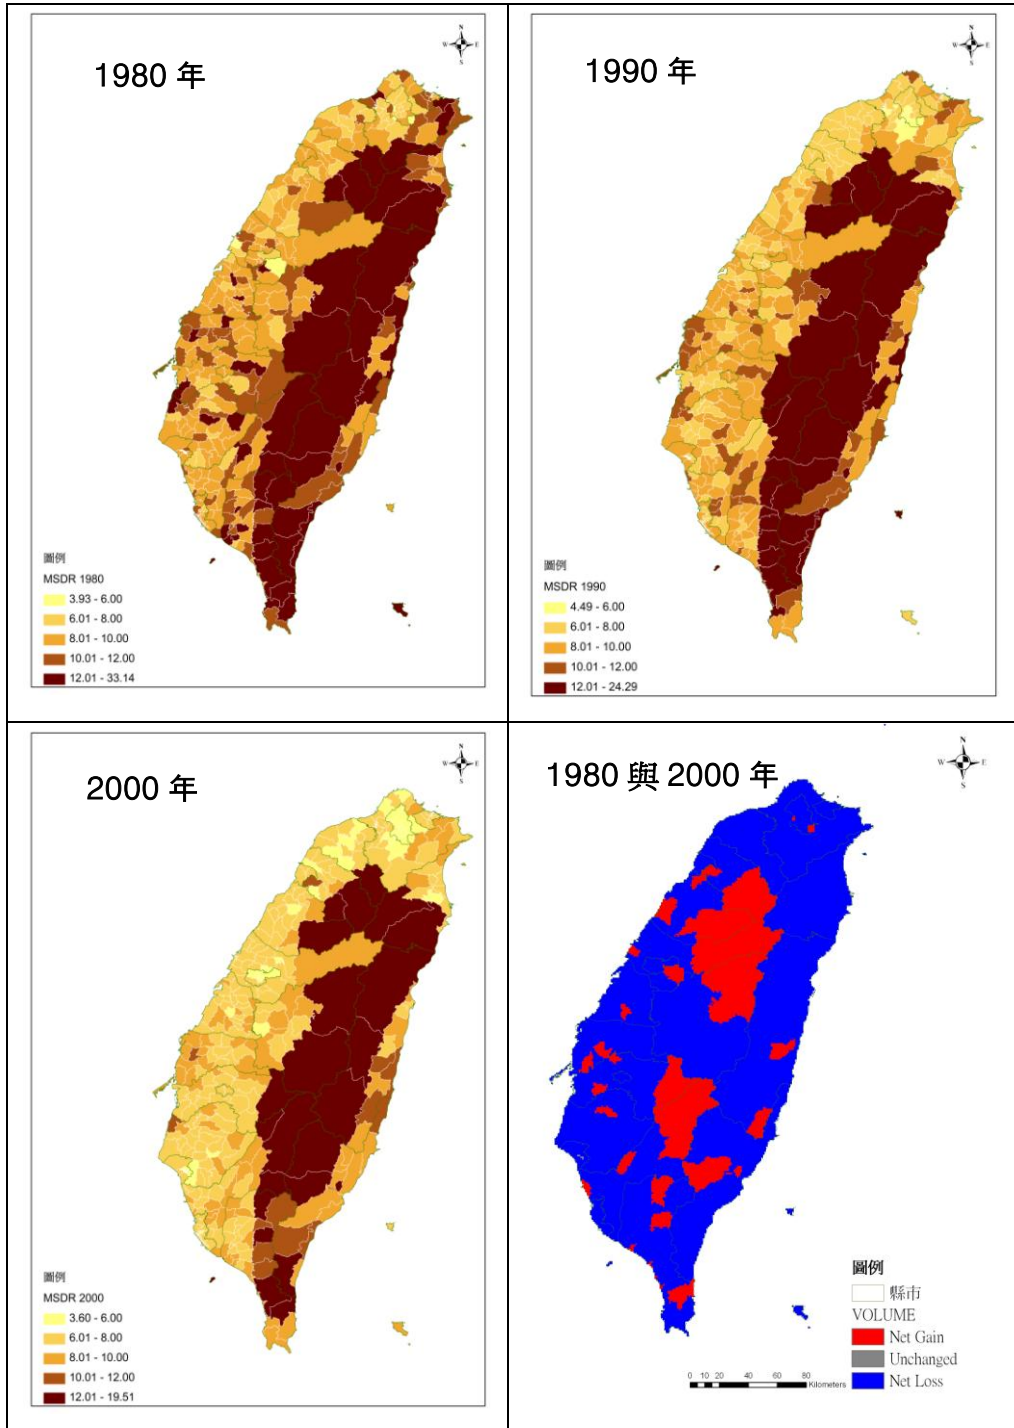 1980 年
N
W
E
S
圖例
MSDR 1980
3.93 - 6.00
6.01 - 8.00
8.01 - 10.00
10.01 - 12.00
12.01 - 33.14
1990 年
N
W
E
S
圖例
MSDR 1990
4.49 - 6.00
6.01 - 8.00
8.01 - 10.00
10.01 - 12.00
12.01 - 24.29
2000 年
N
W
E
S
圖例
MSDR 2000
3.60 - 6.00
6.01 - 8.00
8.01 - 10.00
10.01 - 12.00
12.01 - 19.51
1980 與 2000 年
N
W
E
S
圖例
縣市
VOLUME
Net Gain
Unchanged
Net Loss
0 10 20 40 60 80
Kilometers